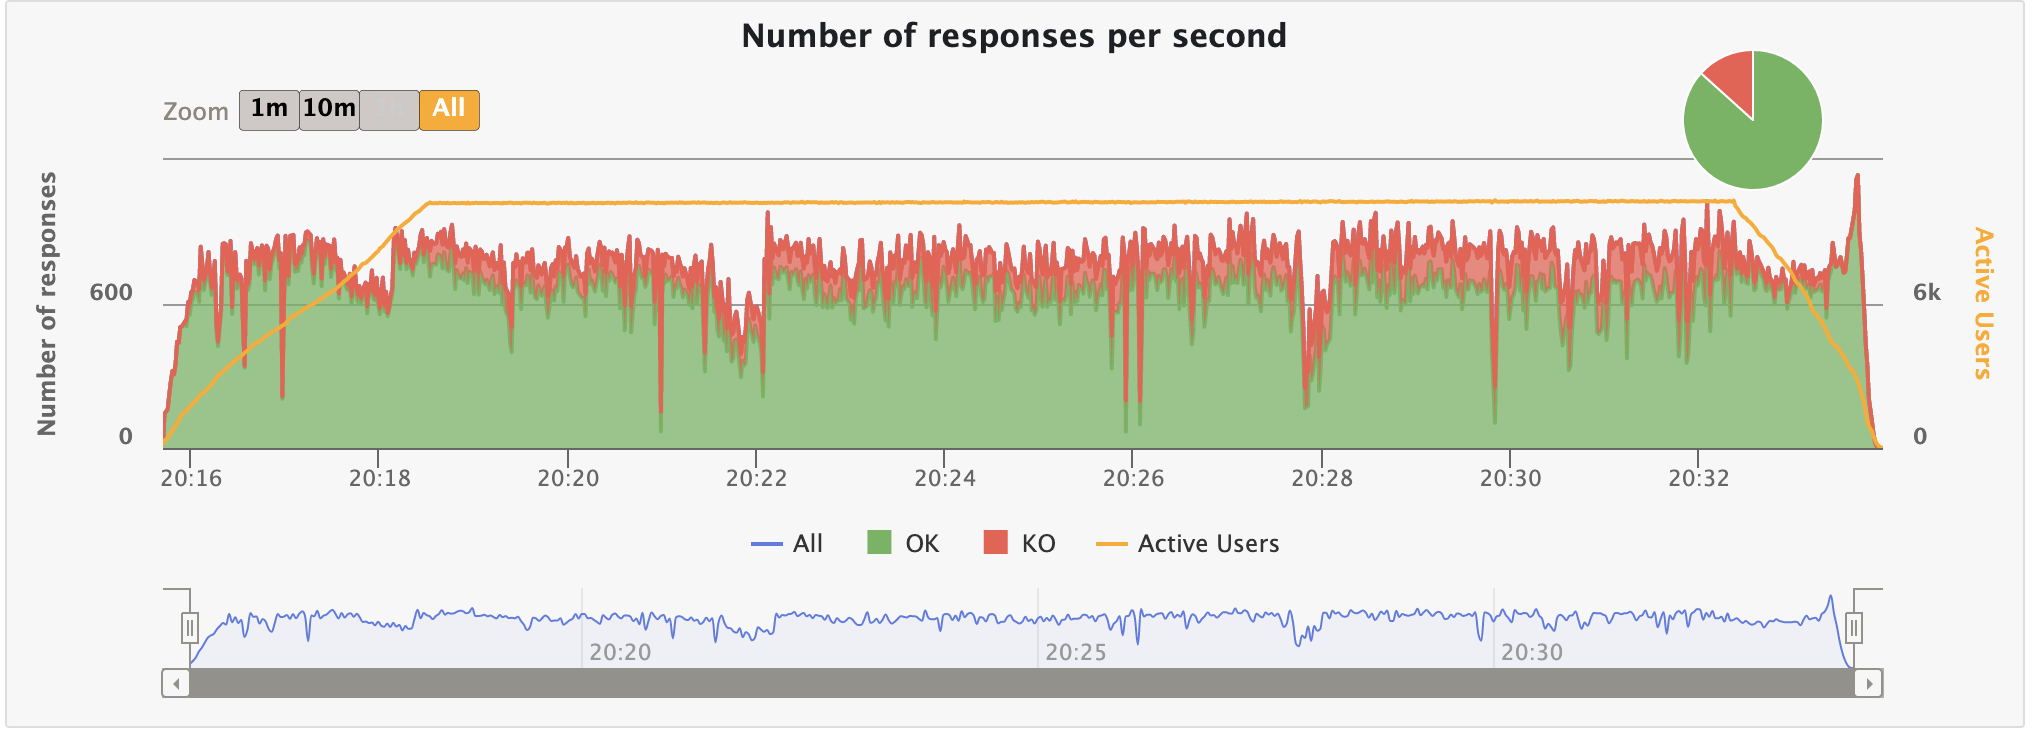 Number of responses per second
Zoom 1m 10m All
Number of responses
600
0
6k
0
Active Users
20:16 20:18 20:20 20:22 20:24 20:26 20:28 20:30 20:32
All OK KO Active Users
20:20 20:25 20:30